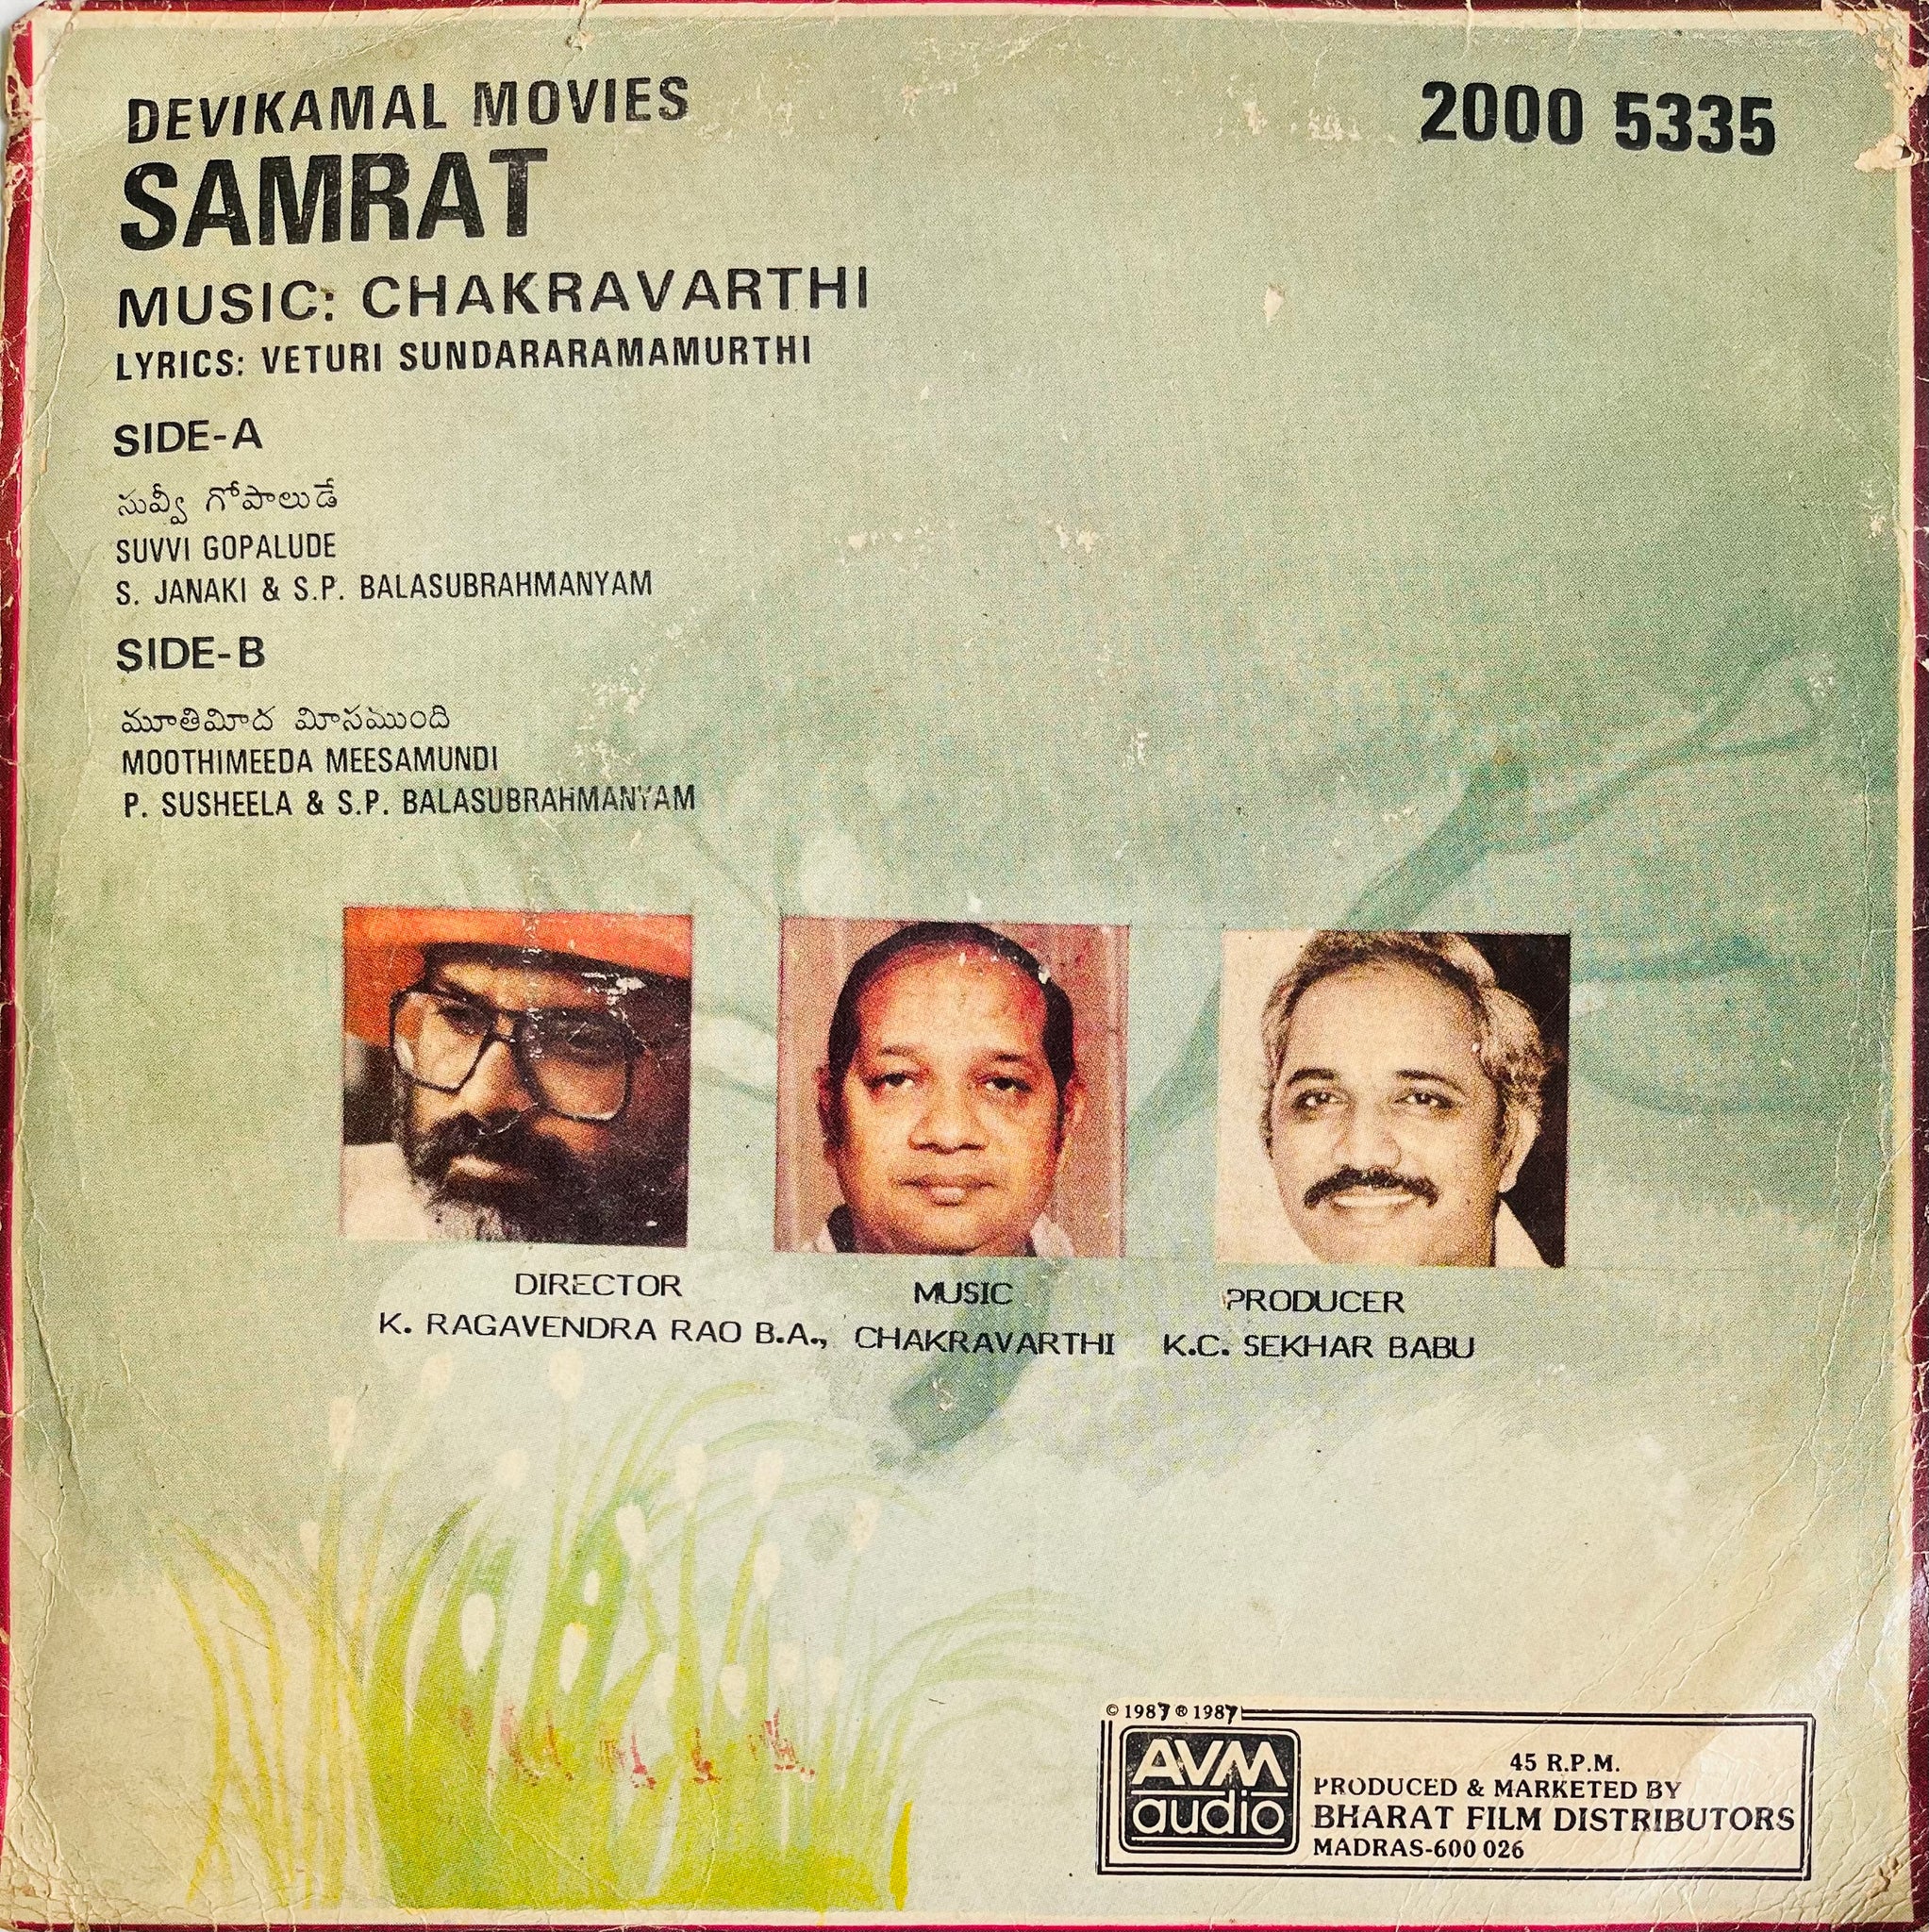 DEVIKAMAL MOVIES
2000 5335
SAMRAT
MUSIC: CHAKRAVARTHI
LYRICS: VETURI SUNDARARAMAMURTHI
SIDE-A
సువ్వీ గోపాలుడే
SUVVI GOPALUDE
S. JANAKI & S.P. BALASUBRAHMANYAM
SIDE-B
మూతిమీద మీసముంది
MOOTHIMEEDA MEESAMUNDI
P. SUSHEELA & S.P. BALASUBRAHMANYAM
DIRECTOR
K. RAGAVENDRA RAO B.A.,
MUSIC
CHAKRAVARTHI
PRODUCER
K.C. SEKHAR BABU
© 1987 ® 1987
AVM
audio
45 R.P.M.
PRODUCED & MARKETED BY
BHARAT FILM DISTRIBUTORS
MADRAS-600 026